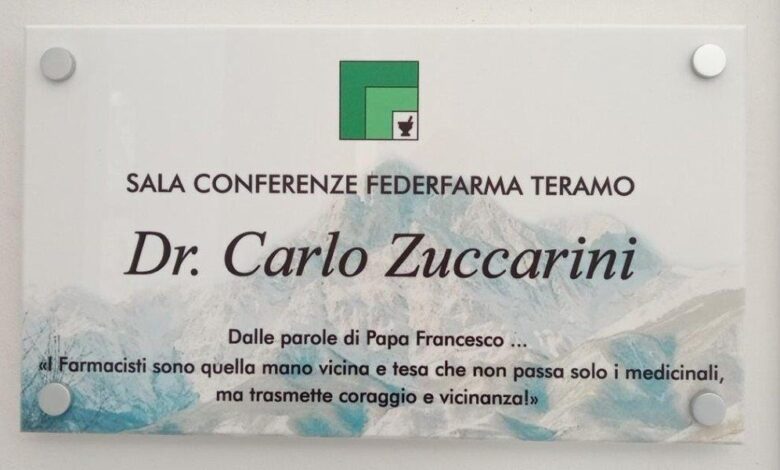 SALA CONFERENZE FEDERFARMA TERAMO
Dr. Carlo Zuccarini
Dalle parole di Papa Francesco ...
«I Farmacisti sono quella mano vicina e tesa che non passa solo i medicinali,
ma trasmette coraggio e vicinanza!»